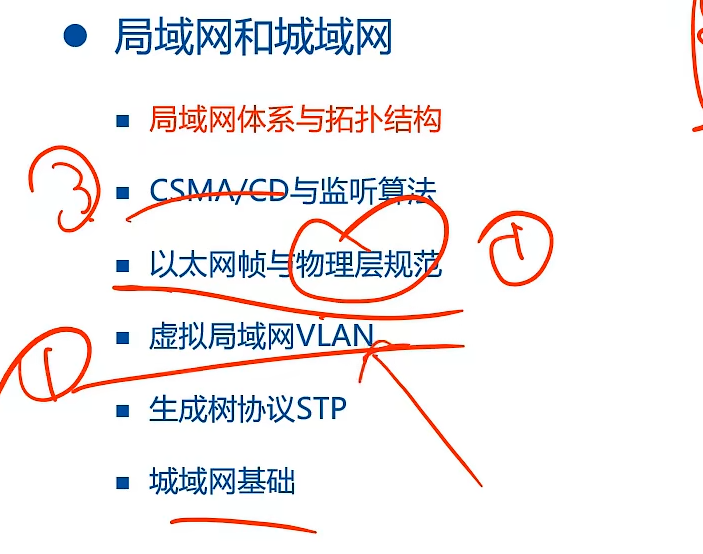 局域网和城域网
局域网体系与拓扑结构
③ CSMA/CD与监听算法
以太网帧与物理层规范 ①
① 虚拟局域网VLAN
生成树协议STP
城域网基础